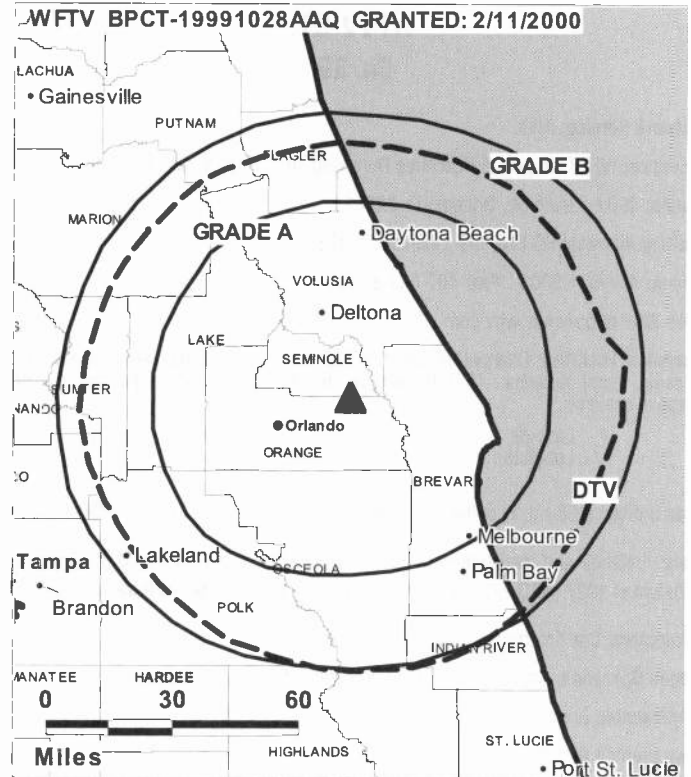 WFTV BPCT-19991028AAQ GRANTED: 2/11/2000
LACHUA
Gainesville
PUTNAM
FLAGLER
GRADE B
MARION
GRADE A
Daytona Beach
VOLUSIA
Deltona
LAKE
SEMINOLE
SUMTER
NANDO
Orlando
ORANGE
CO
BREVARD
DTV
Melbourne
Lakeland
Tampa
OSCEOLA
Palm Bay
Brandon
POLK
INDIAN RIVER
MANATEE
HARDEE
0 30 60
Miles
HIGHLANDS
ST. LUCIE
Port St. Lucie